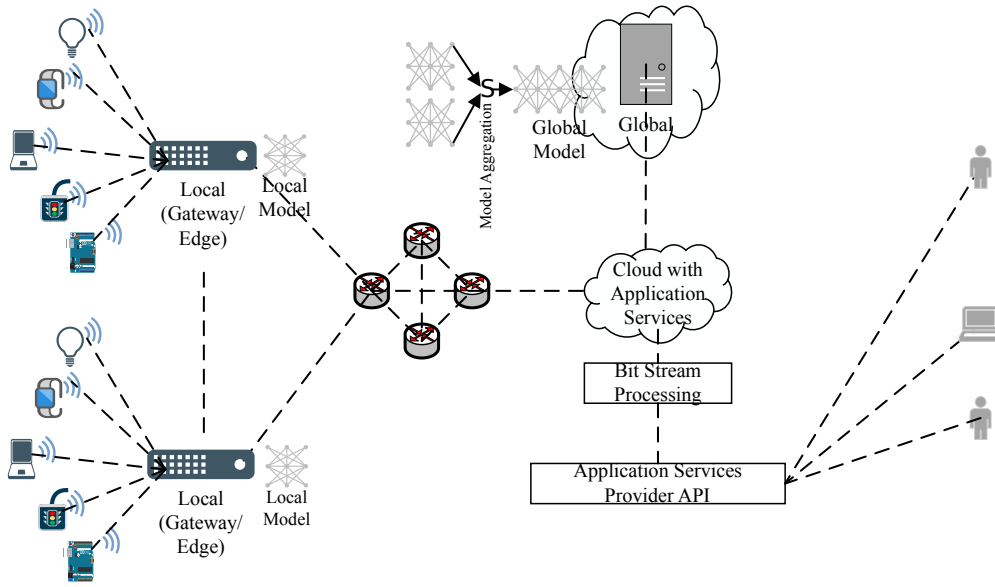 Local
(Gateway/
Edge)
Local
Model
Model Aggregation
S
Global
Model
Global
Cloud with
Application
Services
Bit Stream
Processing
Application Services
Provider API
Local
(Gateway/
Edge)
Local
Model